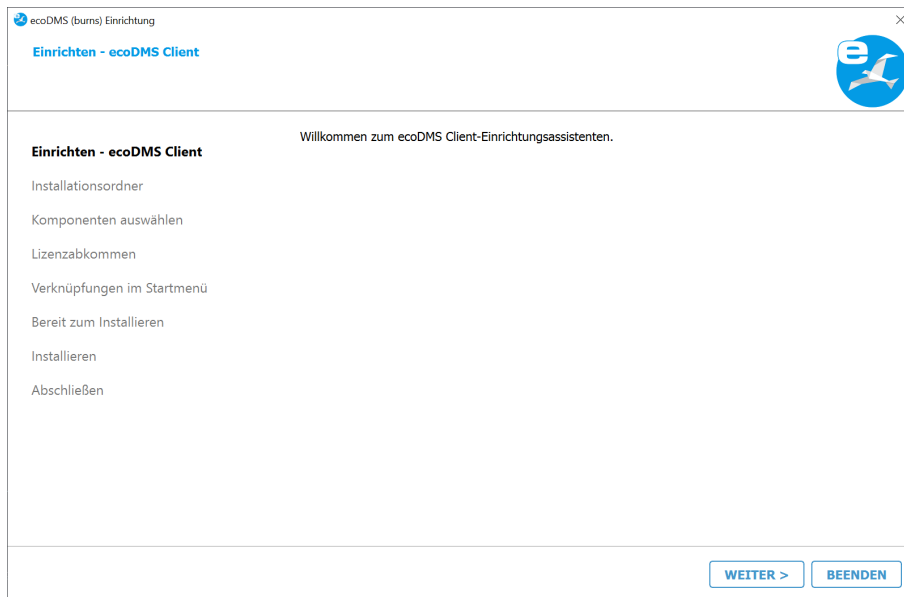 ecoDMS (burns) Einrichtung
Einrichten - ecoDMS Client
e
Willkommen zum ecoDMS Client-Einrichtungsassistenten.
Einrichten - ecoDMS Client
Installationsordner
Komponenten auswählen
Lizenzabkommen
Verknüpfungen im Startmenü
Bereit zum Installieren
Installieren
Abschließen
WEITER > BEENDEN